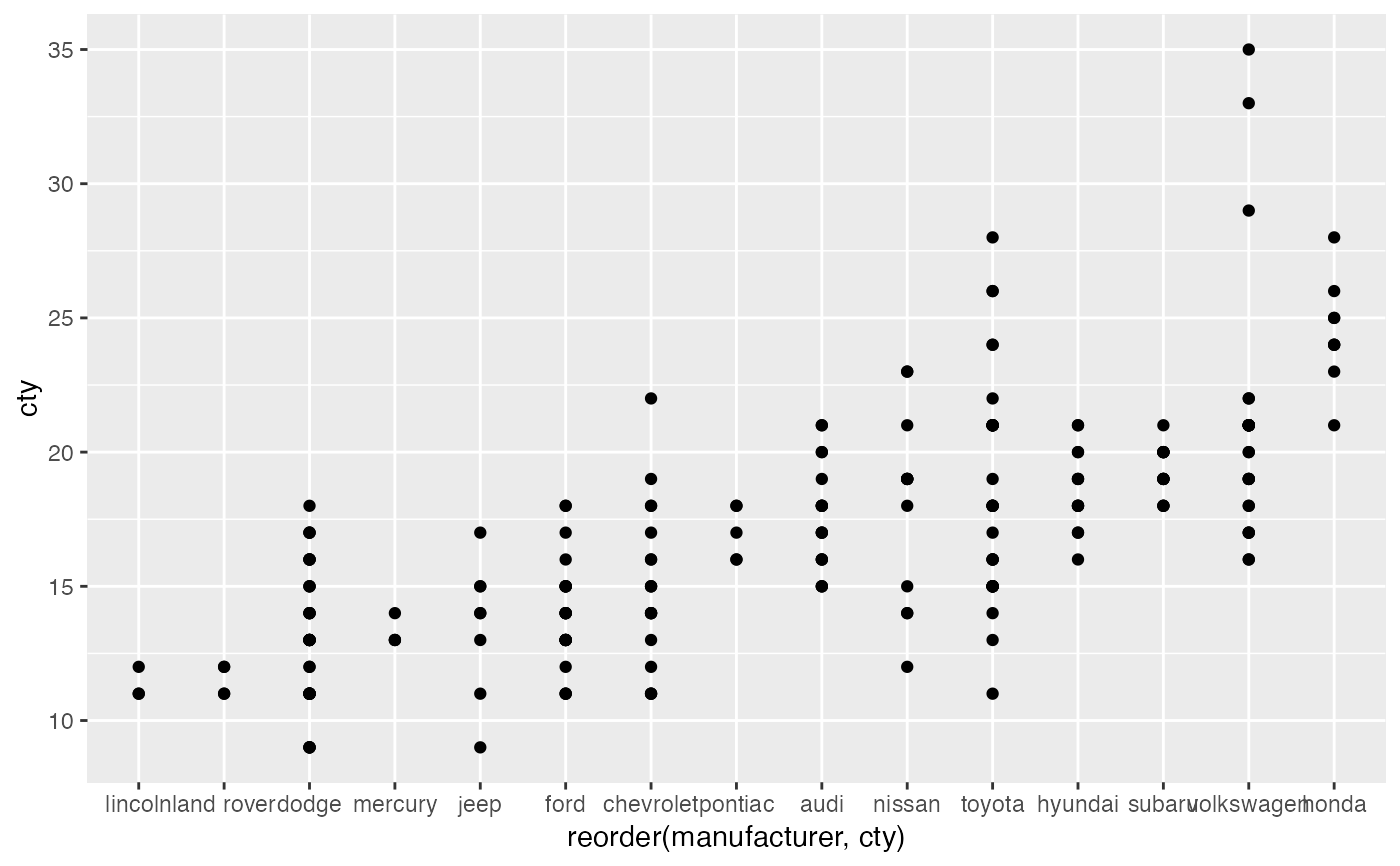 35
30
25
20
15
10
cty
lincoln land rover dodge mercury jeep ford chevrolet pontiac audi nissan toyota hyundai subaru volkswagen honda
reorder(manufacturer, cty)